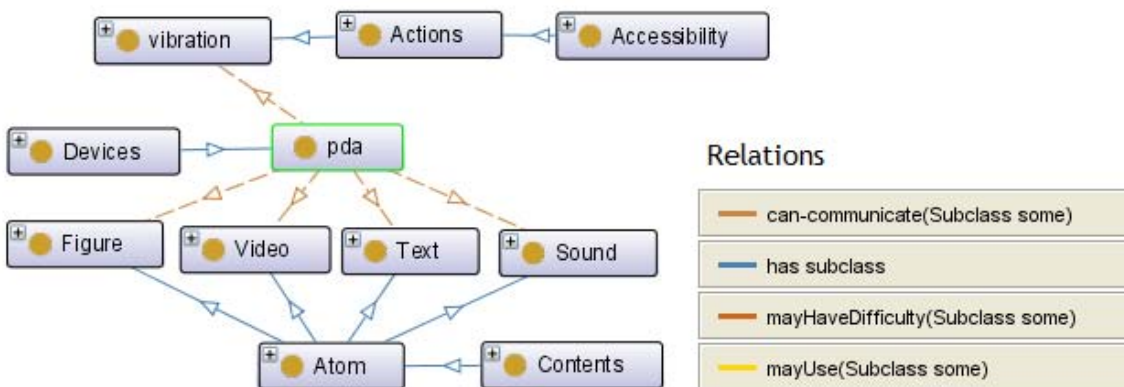 vibration
Actions
Accessibility
Devices
pda
Relations
can-communicate(Subclass some)
Figure
Video
Text
Sound
has subclass
mayHaveDifficulty(Subclass some)
Atom
Contents
mayUse(Subclass some)